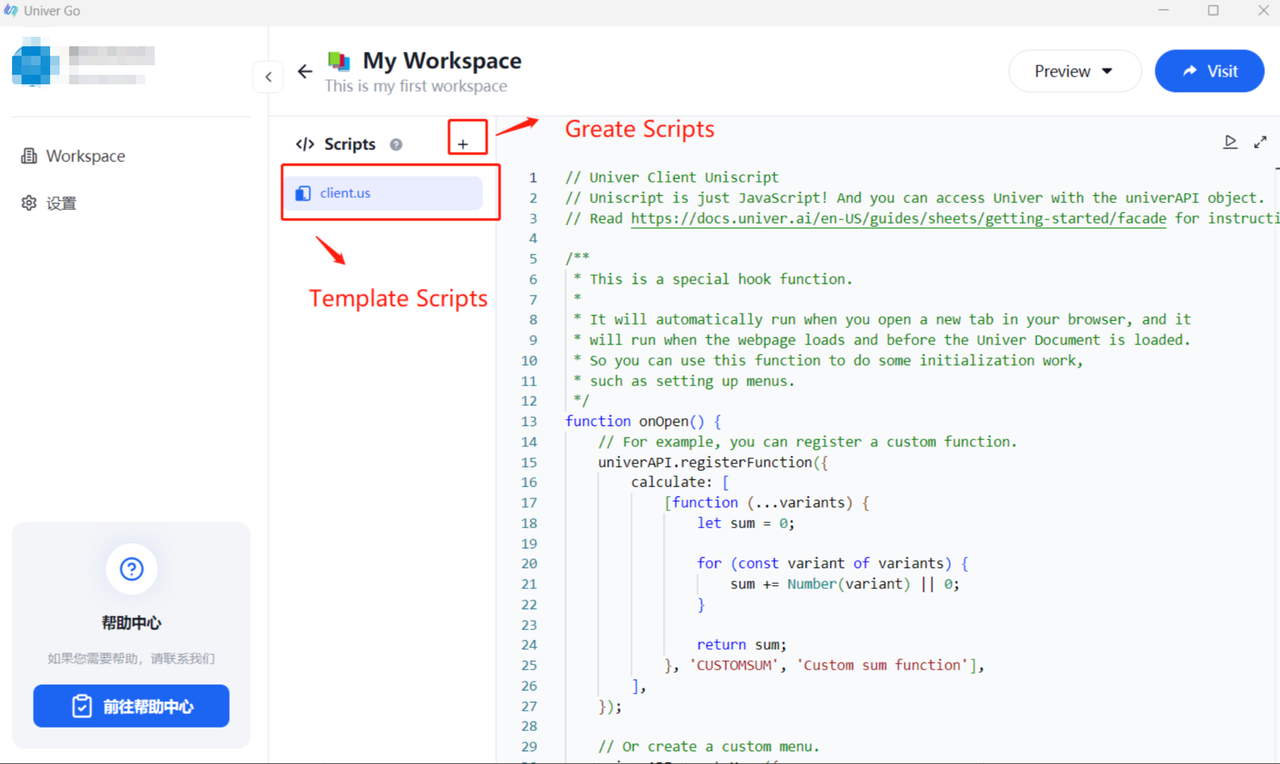 Univer Go
My Workspace
This is my first workspace
Preview
Visit
Workspace
设置
Scripts
+
Greate Scripts
client.us
Template Scripts
1 // Univer Client Uniscript
2 // Uniscript is just JavaScript! And you can access Univer with the univerAPI object.
3 // Read https://docs.univer.ai/en-US/guides/sheets/getting-started/facade for instructi
4
5 /**
6 * This is a special hook function.
7 *
8 * It will automatically run when you open a new tab in your browser, and it
9 * will run when the webpage loads and before the Univer Document is loaded.
10 * So you can use this function to do some initialization work,
11 * such as setting up menus.
12 */
13 function onOpen() {
14 // For example, you can register a custom function.
15 univerAPI.registerFunction({
16 calculate: [
17 [function (...variants) {
18 let sum = 0;
19
20 for (const variant of variants) {
21 sum += Number(variant) || 0;
22 }
23
24 return sum;
25 }, 'CUSTOMSUM', 'Custom sum function'],
26 ],
27 });
28
29 // Or create a custom menu.
帮助中心
如果您需要帮助，请联系我们
前往帮助中心